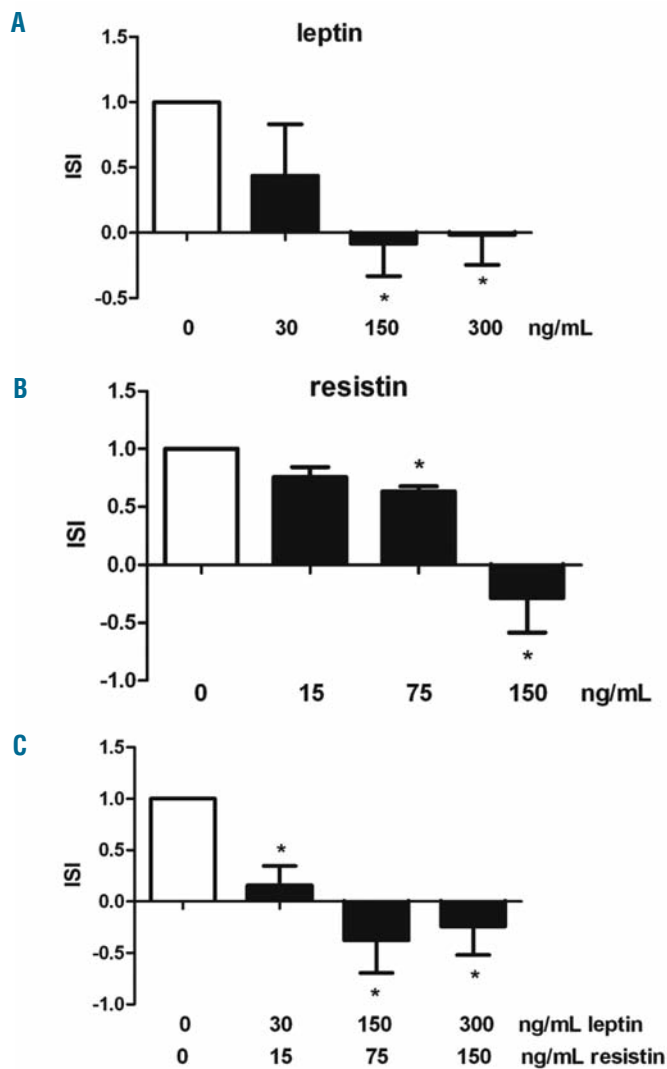 A
leptin
1.5
1.0
ISI
0.5
0.0
*
*
-0.5
0 30 150 300 ng/mL
B
resistin
1.5
1.0
*
0.5
ISI
0.0
-0.5
*
-1.0
0 15 75 150 ng/mL
C
1.5
1.0
*
0.5
ISI
0.0
-0.5
*
*
-1.0
0 30 150 300 ng/mL leptin
0 15 75 150 ng/mL resistin